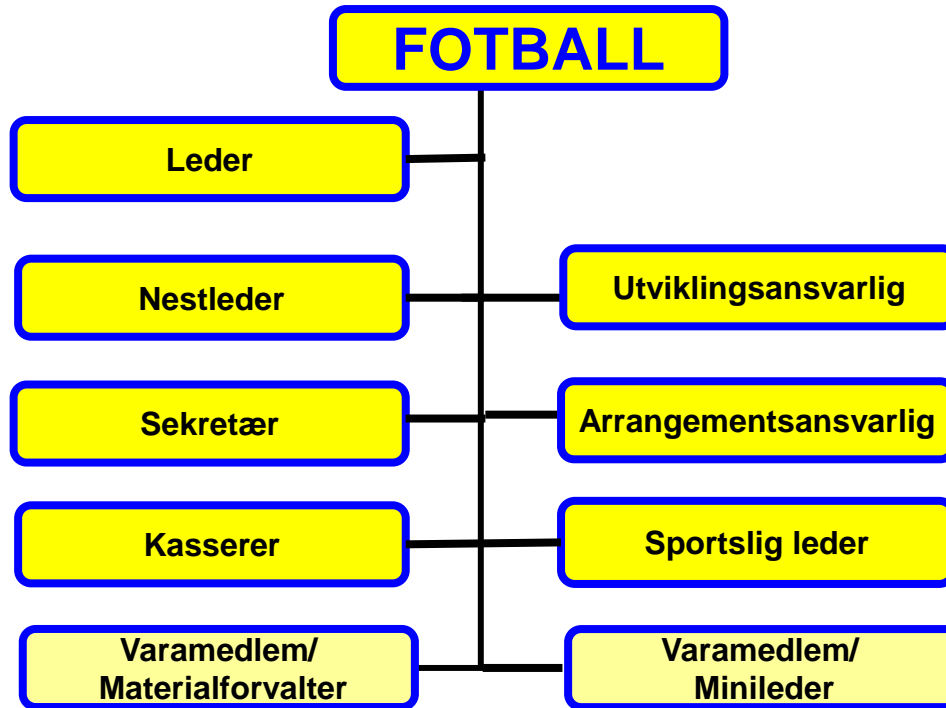 FOTBALL
Leder
Nestleder
Utviklingsansvarlig
Sekretær
Arrangementsansvarlig
Kasserer
Sportslig leder
Varamedlem/
Materialforvalter
Varamedlem/
Minileder